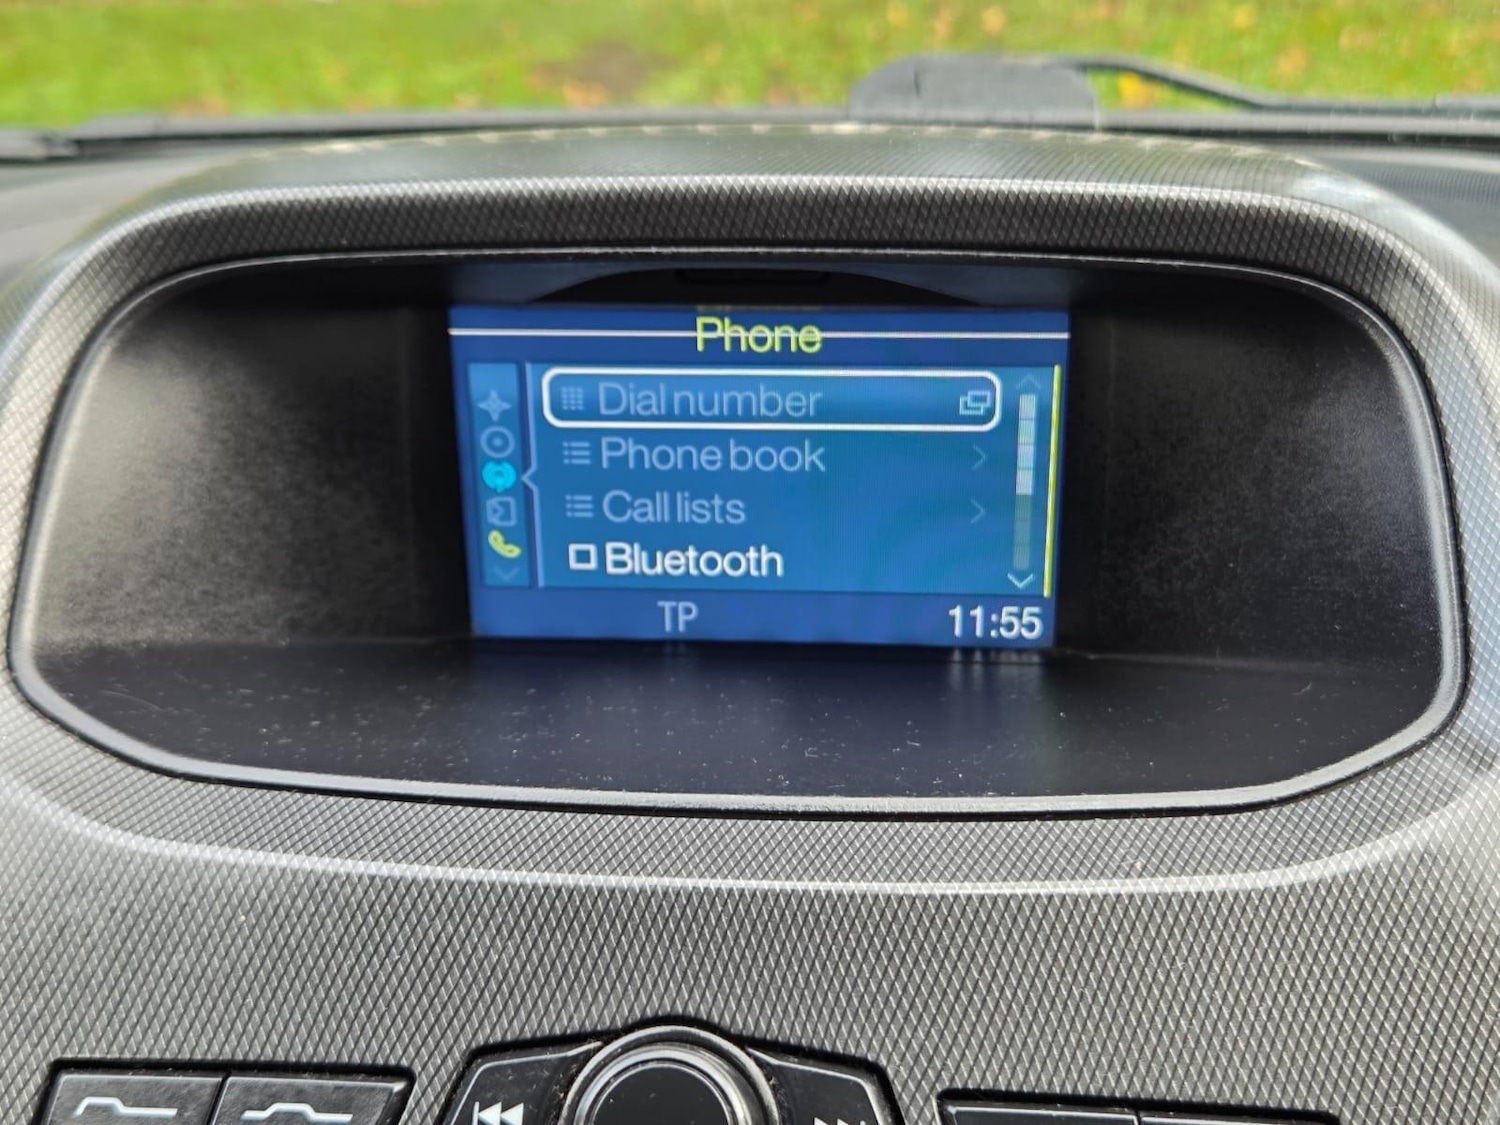 Phone
Dial number
Phone book
Call lists
Bluetooth
TP 11:55